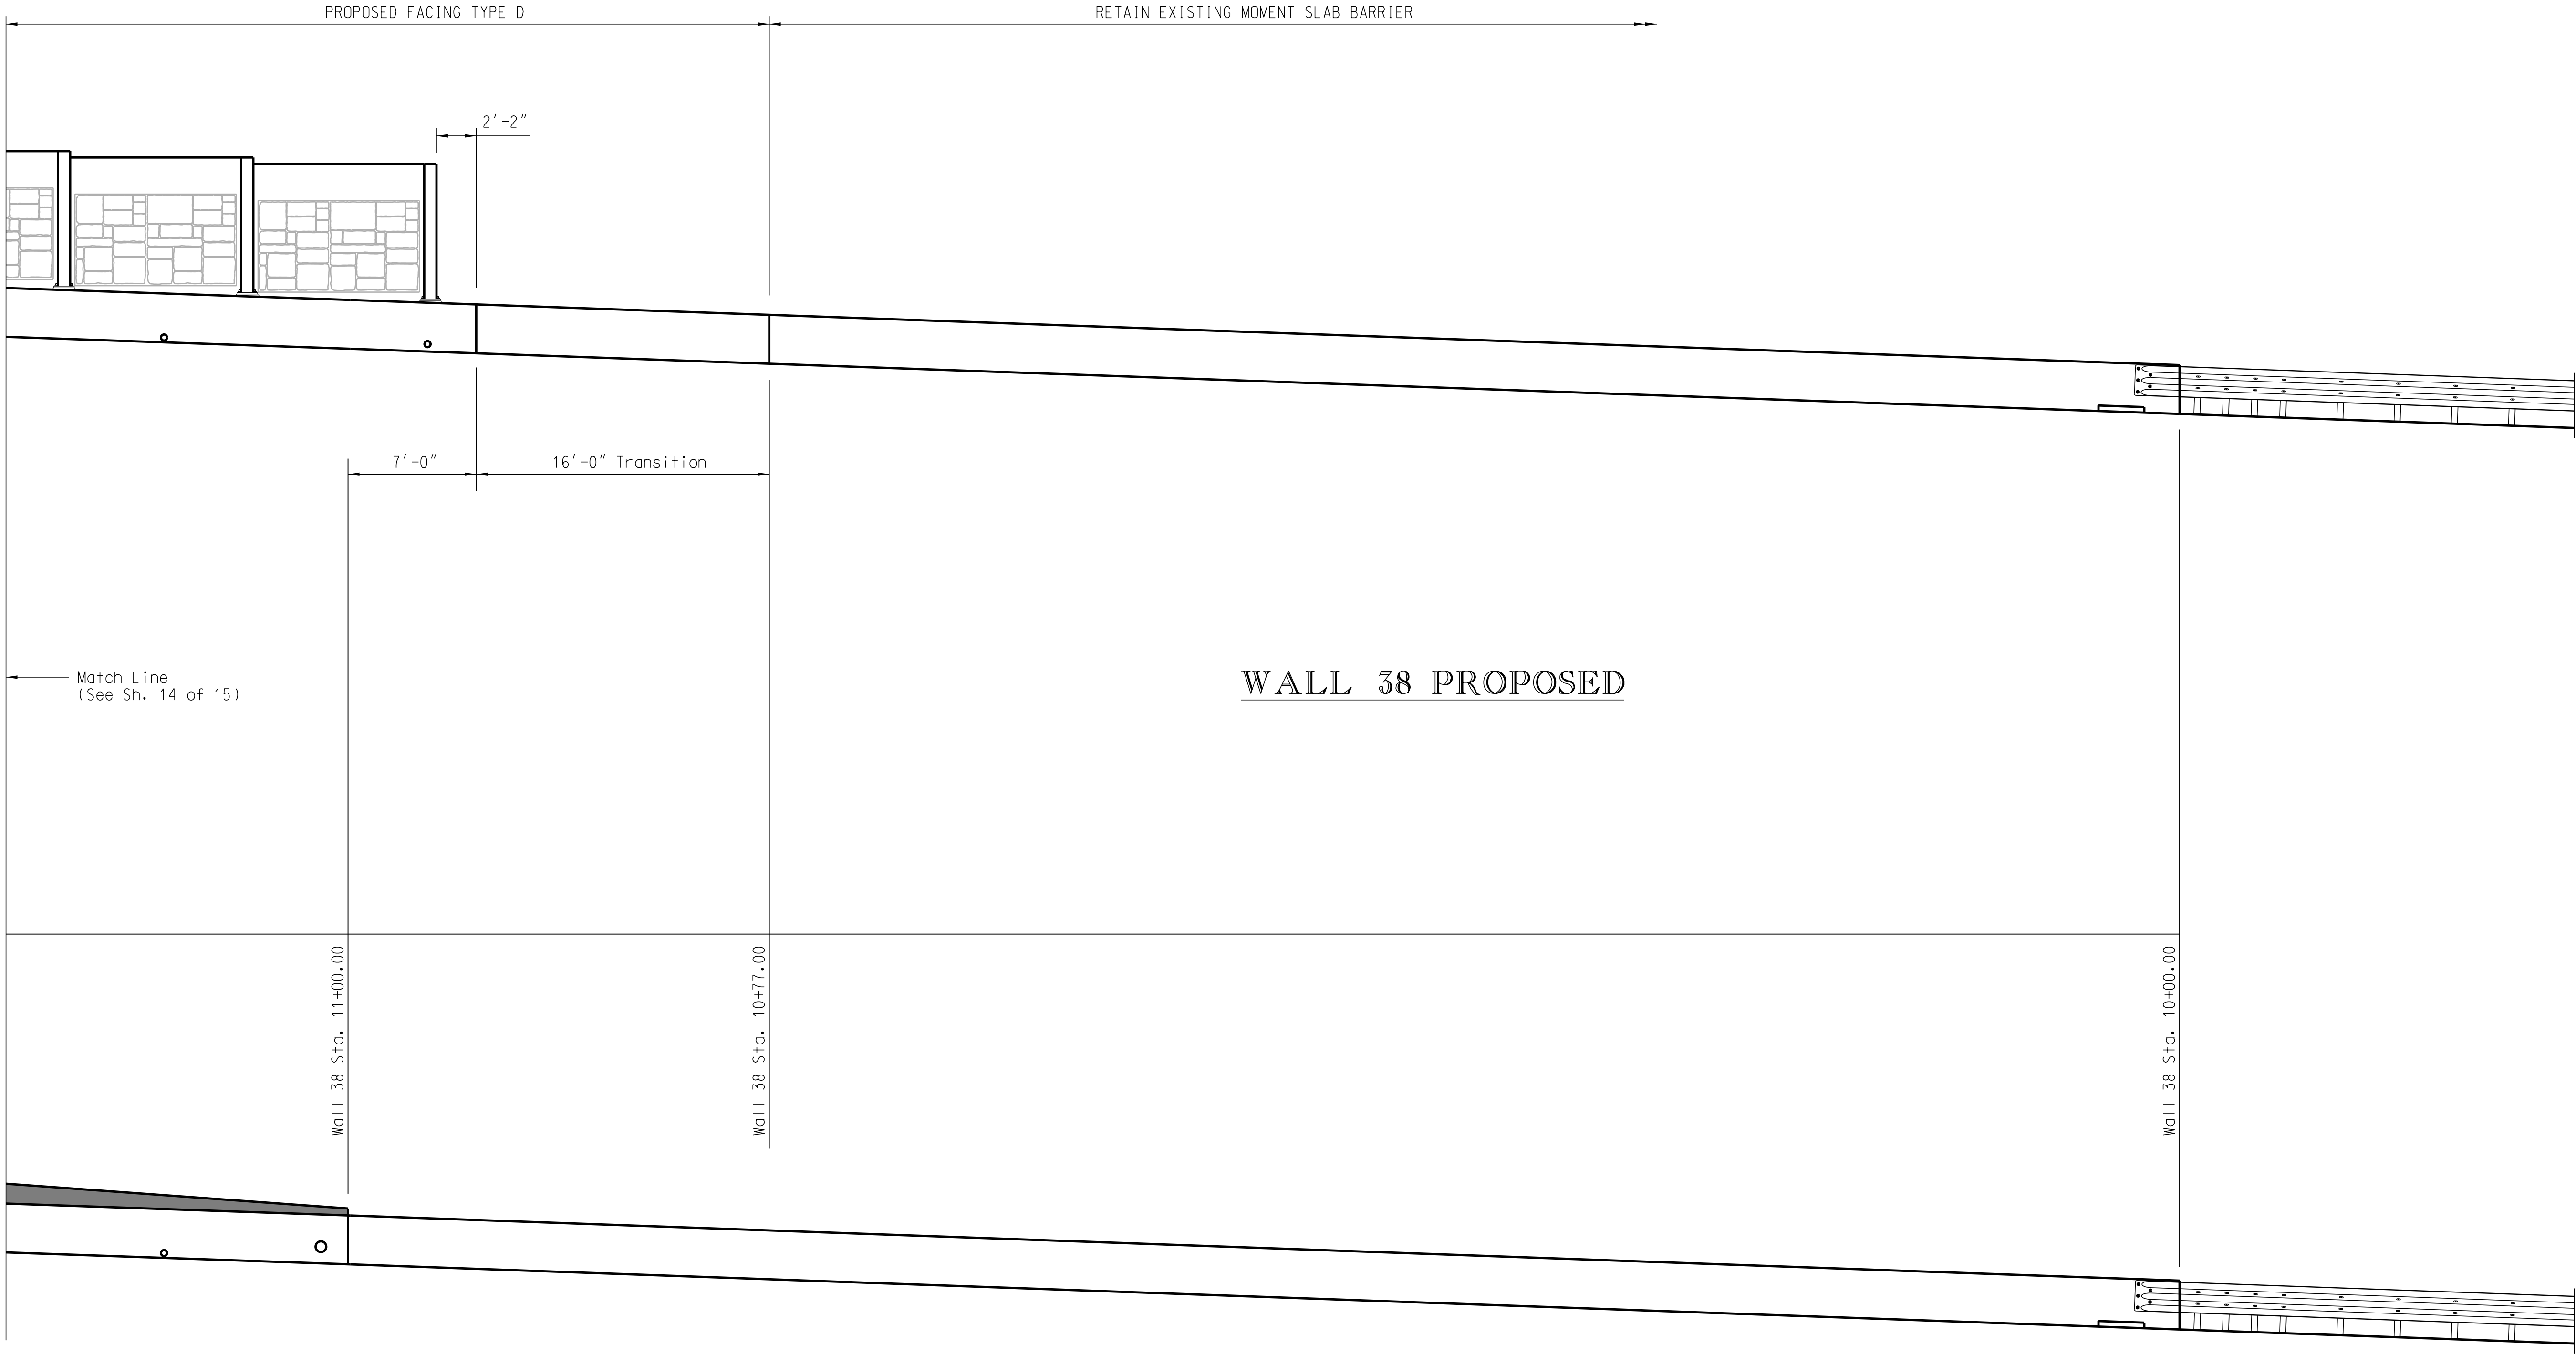 PROPOSED FACING TYPE D
RETAIN EXISTING MOMENT SLAB BARRIER
2'-2"
7'-0"
16'-0" Transition
Match Line
(See Sh. 14 of 15)
WALL 38 PROPOSED
Wall 38 Sta. 11+00.00
Wall 38 Sta. 10+77.00
Wall 38 Sta. 10+00.00